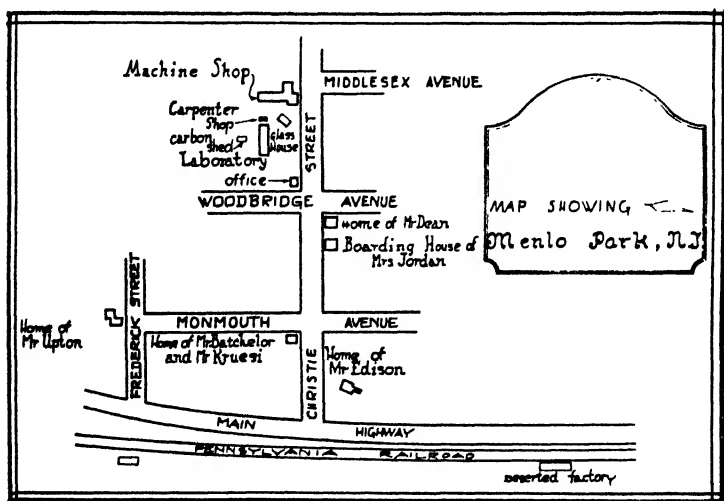 Machine Shop
MIDDLESEX AVENUE
Carpenter
Shop
carbon
shed
Glass
House
Laboratory
office
STREET
WOODBRIDGE AVENUE
MAP SHOWING
Menlo Park, N.J.
Home of Mr Dean
Boarding House of
Mrs Jordan
FREDERICK STREET
Home of
Mr Upton
MONMOUTH AVENUE
Home of Mr Batchelor
and Mr Kruesi
CHRISTIE
Home of
Mr Edison
MAIN HIGHWAY
PENNSYLVANIA RAILROAD
Deserted factory